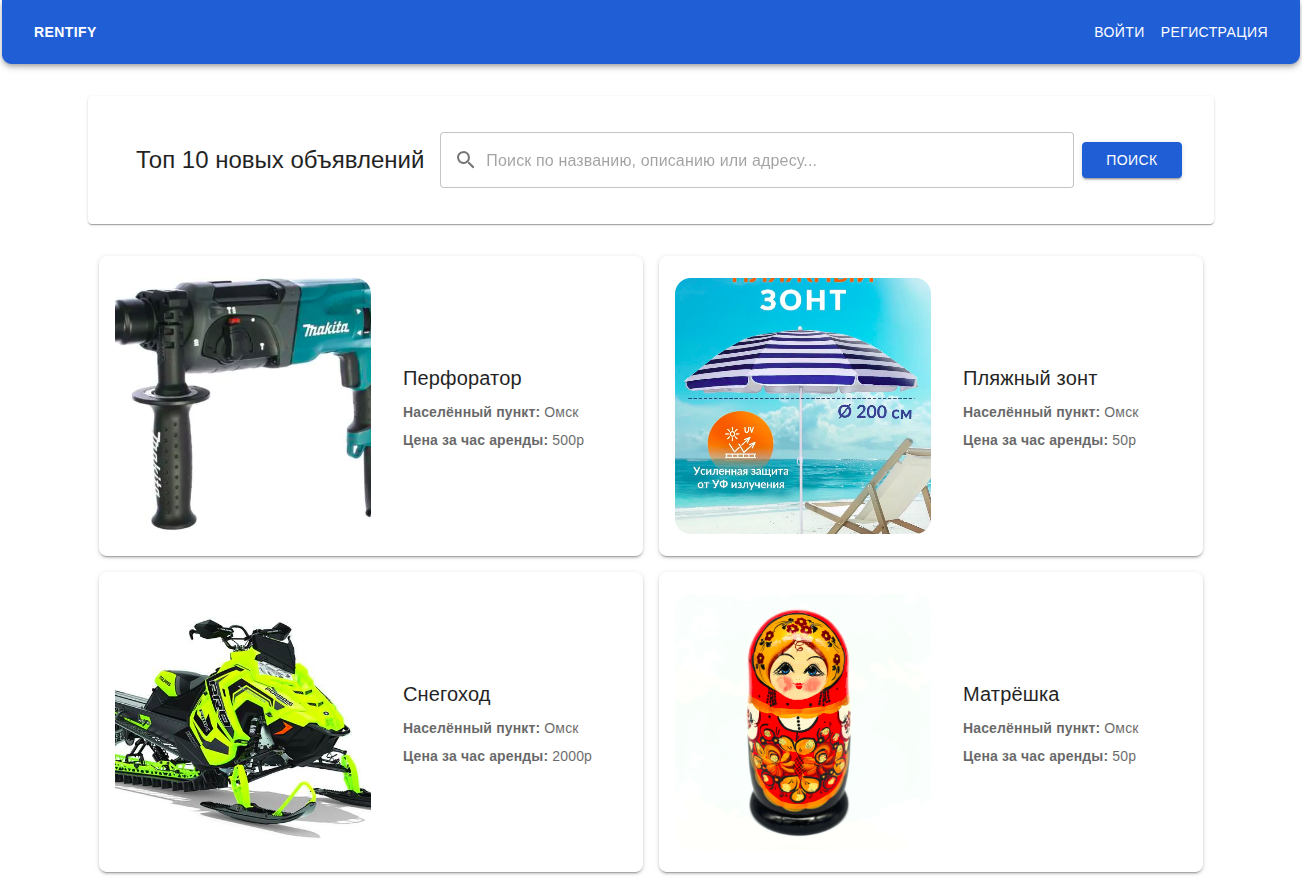 RENTIFY
ВОЙТИ РЕГИСТРАЦИЯ
Топ 10 новых объявлений
Поиск по названию, описанию или адресу...
ПОИСК
makita
makita
Перфоратор
Населённый пункт: Омск
Цена за час аренды: 500р
ЗОНТ
Ø 200 см
UV
Усиленная защита
от УФ излучения
Пляжный зонт
Населённый пункт: Омск
Цена за час аренды: 50р
Снегоход
Населённый пункт: Омск
Цена за час аренды: 2000р
Матрёшка
Населённый пункт: Омск
Цена за час аренды: 50р